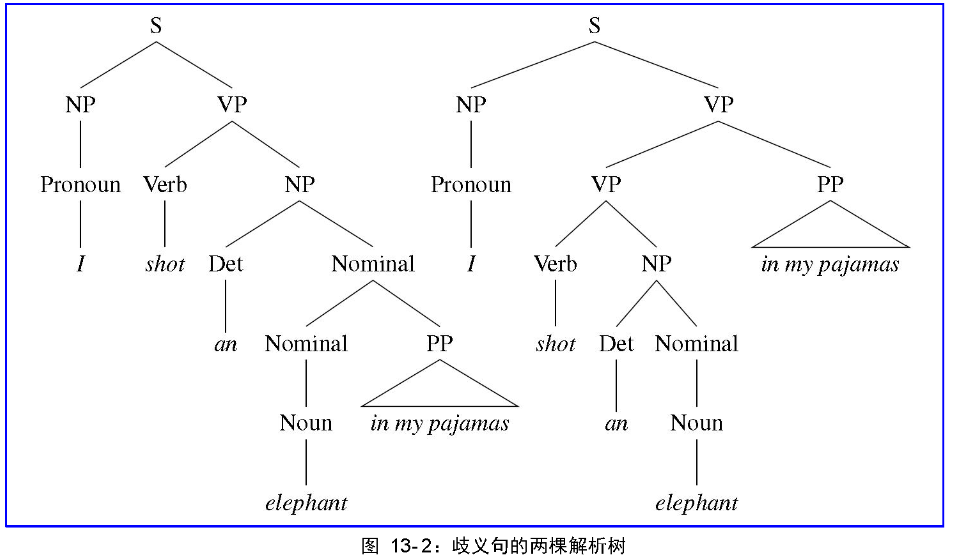 S S
NP VP NP VP
Pronoun Verb NP Pronoun VP PP
I shot Det Nominal I Verb NP in my pajamas
an Nominal PP shot Det Nominal
Noun in my pajamas an Noun
elephant elephant
图 13-2：歧义句的两棵解析树